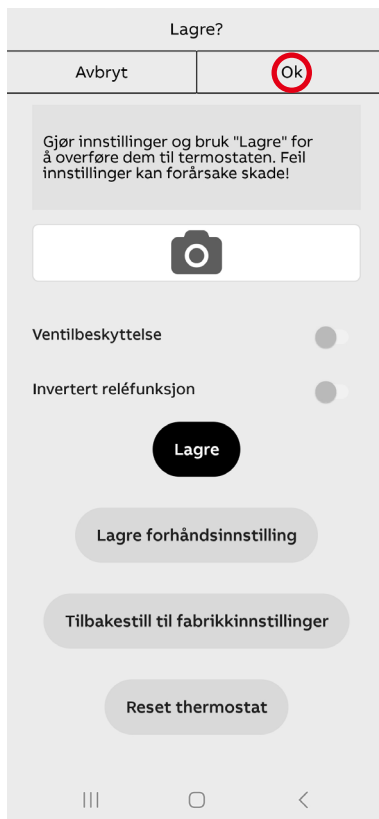 Lagre?
Avbryt
Ok
Gjør innstillinger og bruk "Lagre" for
å overføre dem til termostaten. Feil
innstillinger kan forårsake skade!
Ventilbeskyttelse
Invertert reléfunksjon
Lagre
Lagre forhåndsinnstilling
Tilbakestill til fabrikkinnstillinger
Reset thermostat